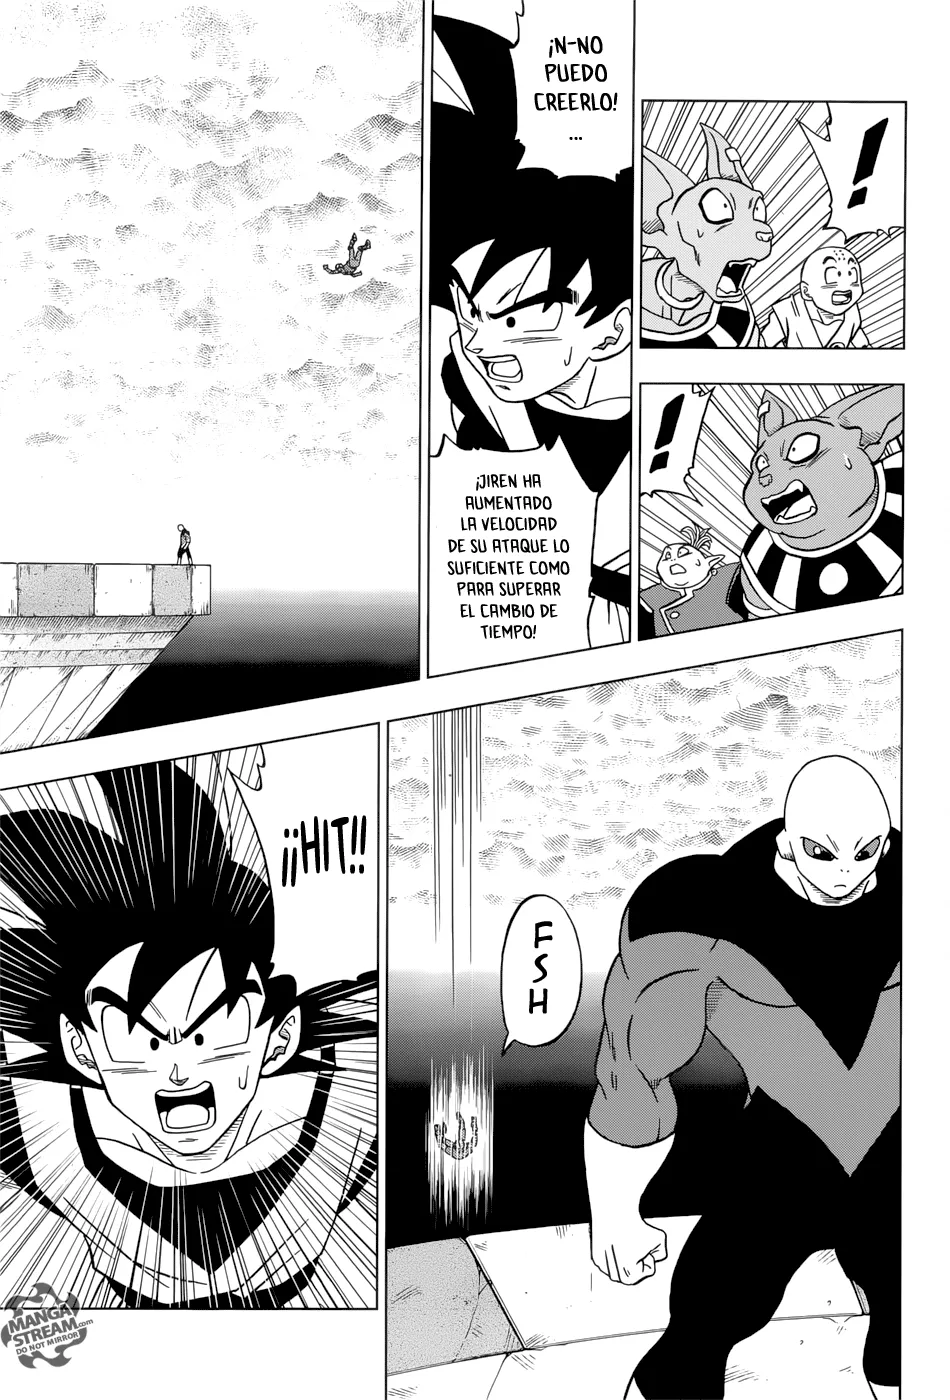 !
¡N-NO
PUEDO
CREERLO!
...
!
¡JIREN HA
AUMENTADO
LA VELOCIDAD
DE SU ATAQUE LO
SUFICIENTE COMO
PARA SUPERAR
EL CAMBIO DE
TIEMPO!
F
S
H
¡¡HIT!!
MANGA
STREAM.com
DO NOT MIRROR